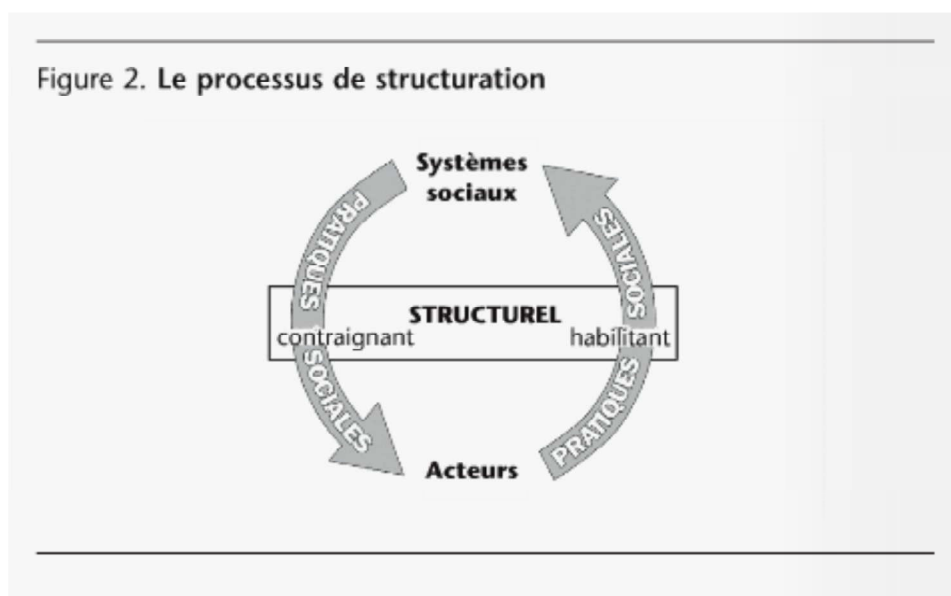 Figure 2. Le processus de structuration
Systèmes
sociaux
PRATIQUES
SOCIALES
STRUCTUREL
contraignant
habilitant
SOCIALES
PRATIQUES
Acteurs